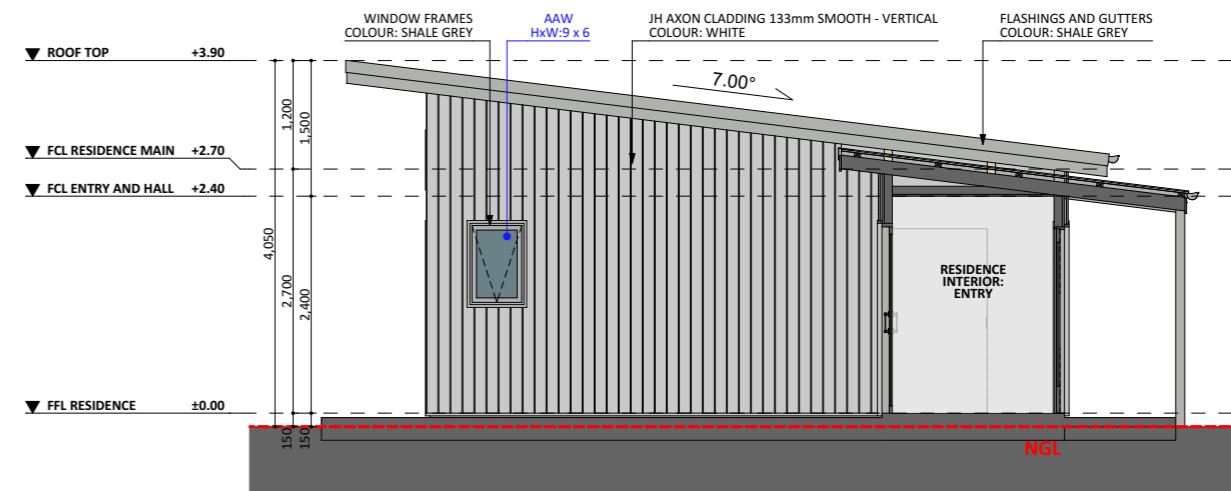 WINDOW FRAMES
COLOUR: SHALE GREY
AAW
HxW:9 x 6
JH AXON CLADDING 133mm SMOOTH - VERTICAL
COLOUR: WHITE
FLASHINGS AND GUTTERS
COLOUR: SHALE GREY
ROOF TOP +3.90
7.00°
1,200
1,500
FCL RESIDENCE MAIN +2.70
FCL ENTRY AND HALL +2.40
4,050
2,700
2,400
RESIDENCE
INTERIOR:
ENTRY
FFL RESIDENCE ±0.00
150
150
NGL